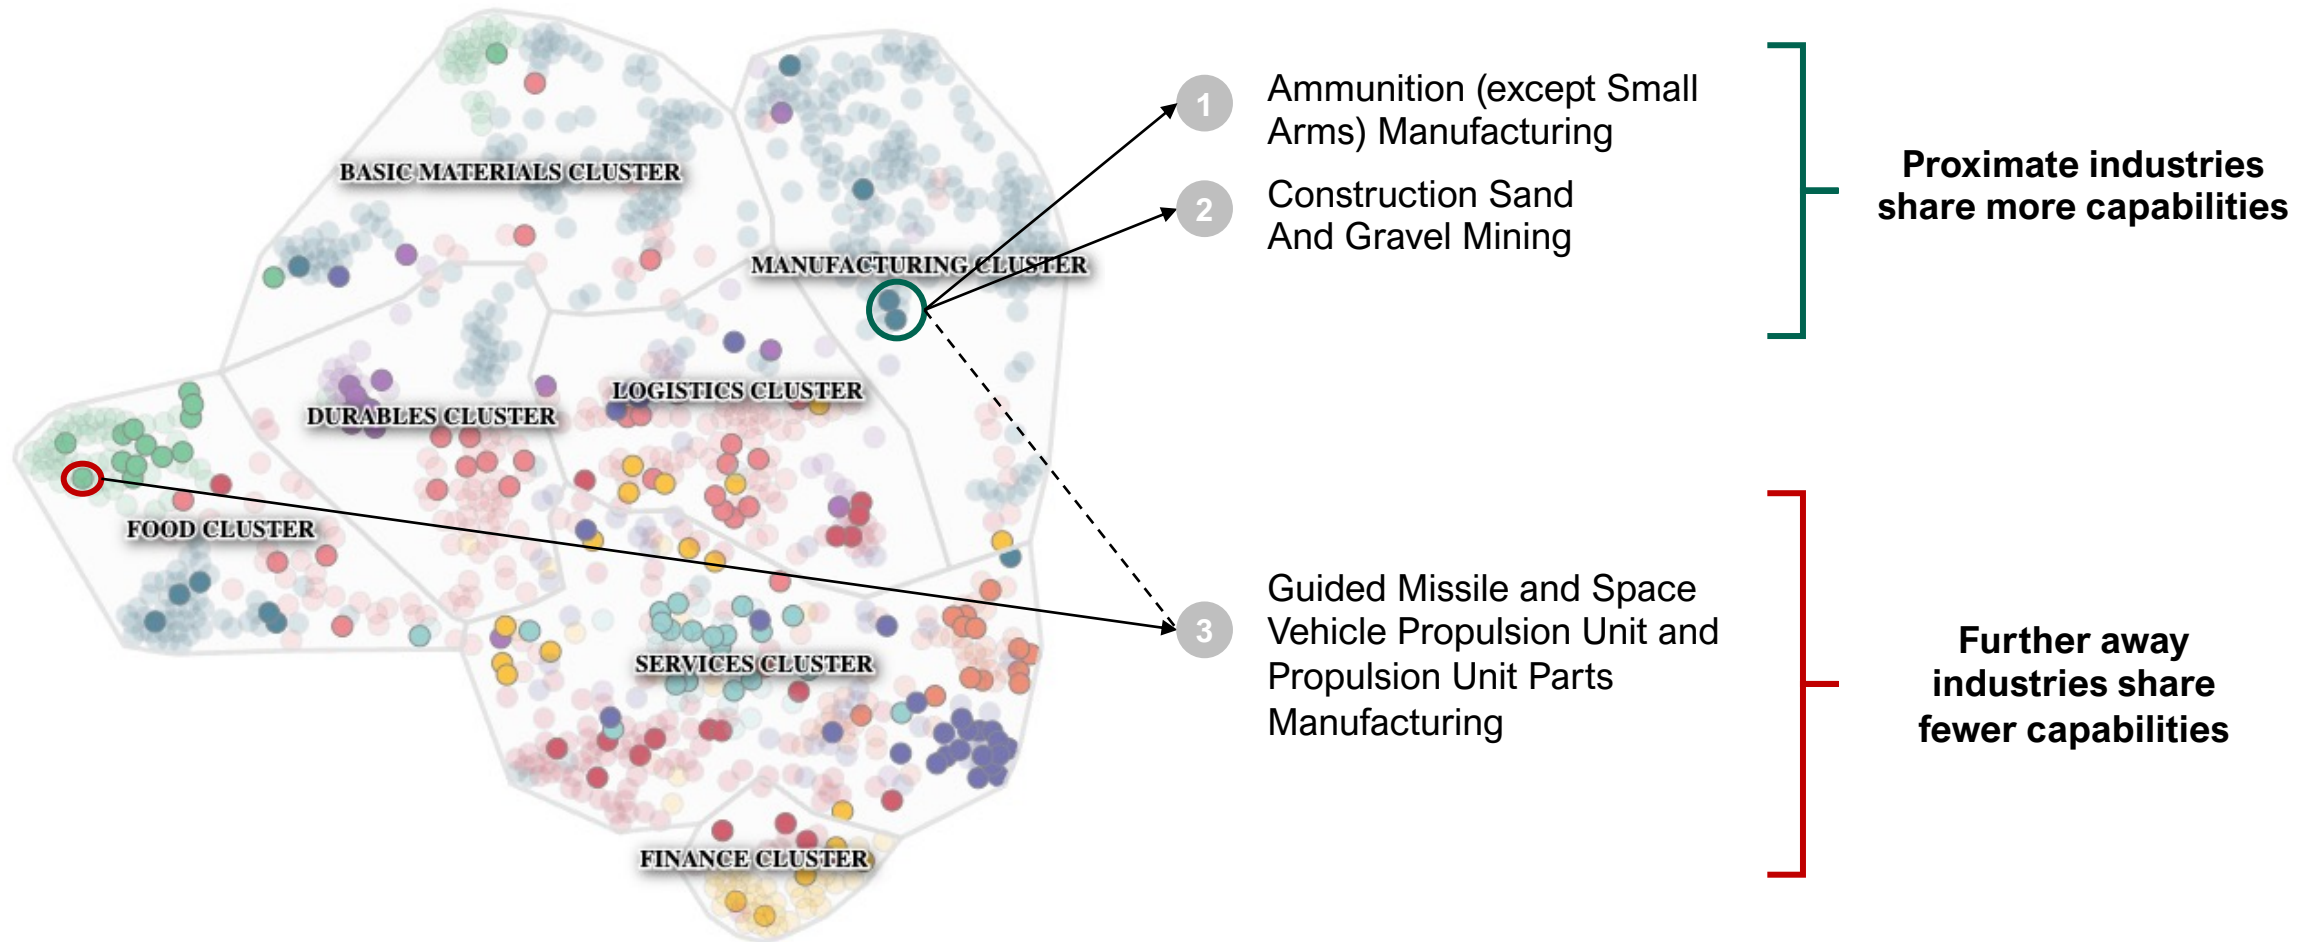 BASIC MATERIALS CLUSTER
MANUFACTURING CLUSTER
LOGISTICS CLUSTER
DURABLES CLUSTER
FOOD CLUSTER
SERVICES CLUSTER
FINANCE CLUSTER
1
Ammunition (except Small
Arms) Manufacturing
2
Construction Sand
And Gravel Mining
3
Guided Missile and Space
Vehicle Propulsion Unit and
Propulsion Unit Parts
Manufacturing
Proximate industries
share more capabilities
Further away
industries share
fewer capabilities